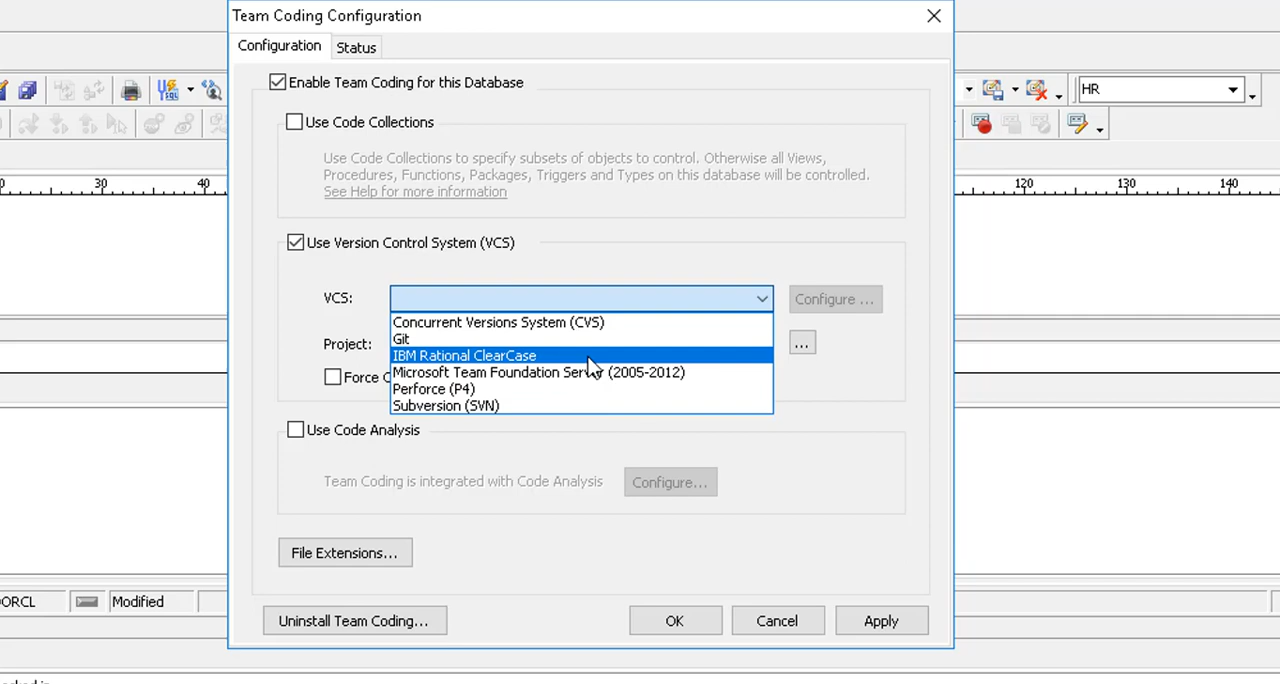 Team Coding Configuration
Configuration
Status
Enable Team Coding for this Database
HR
Use Code Collections
Use Code Collections to specify subsets of objects to control. Otherwise all Views,
Procedures, Functions, Packages, Triggers and Types on this database will be controlled.
See Help for more information
30
40
120
130
140
Use Version Control System (VCS)
VCS:
Configure ...
Concurrent Versions System (CVS)
Git
Project:
...
IBM Rational ClearCase
Microsoft Team Foundation Server (2005-2012)
Force
Perforce (P4)
Subversion (SVN)
Use Code Analysis
Team Coding is integrated with Code Analysis
Configure...
File Extensions...
ORCL
Modified
Uninstall Team Coding...
OK
Cancel
Apply